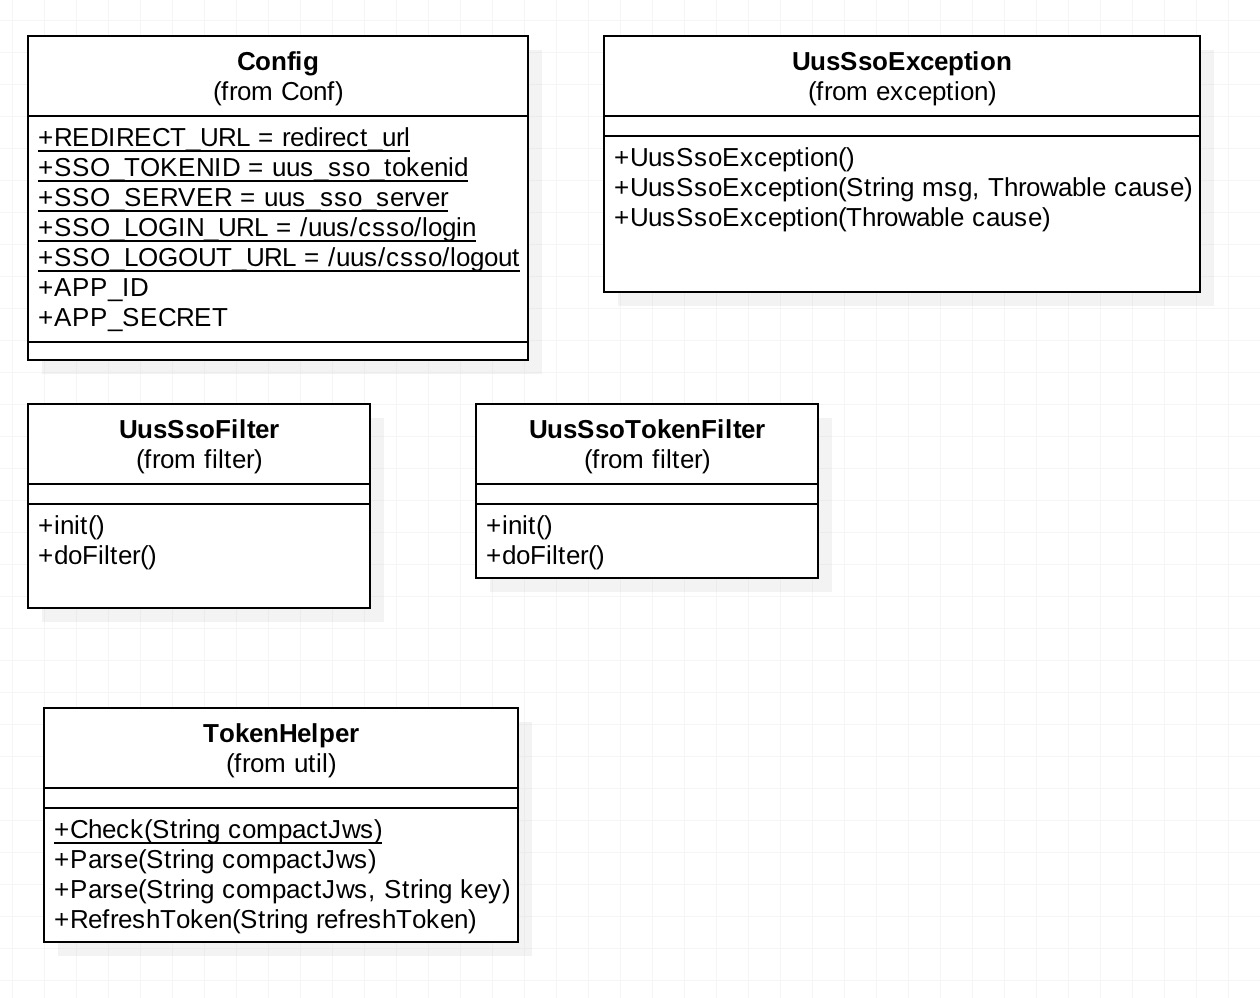 Config
(from Conf)
+REDIRECT_URL = redirect_url
+SSO_TOKENID = uus_sso_tokenid
+SSO_SERVER = uus_sso_server
+SSO_LOGIN_URL = /uus/csso/login
+SSO_LOGOUT_URL = /uus/csso/logout
+APP_ID
+APP_SECRET
UusSsoException
(from exception)
+UusSsoException()
+UusSsoException(String msg, Throwable cause)
+UusSsoException(Throwable cause)
UusSsoFilter
(from filter)
+init()
+doFilter()
UusSsoTokenFilter
(from filter)
+init()
+doFilter()
TokenHelper
(from util)
+Check(String compactJws)
+Parse(String compactJws)
+Parse(String compactJws, String key)
+RefreshToken(String refreshToken)